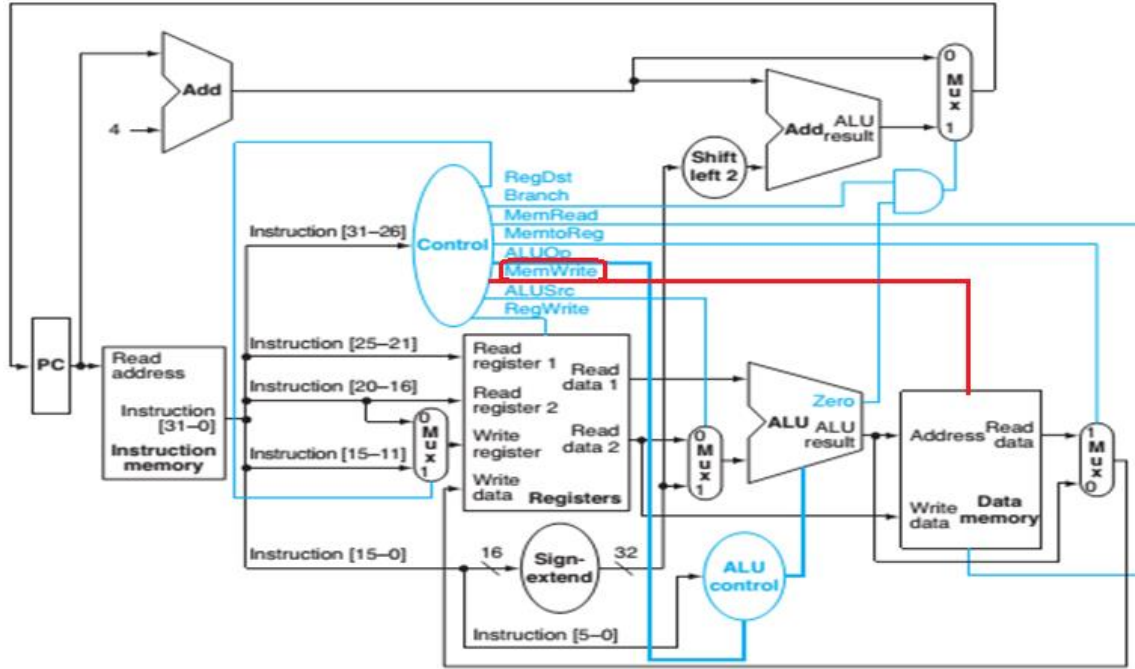 Add
4
0
Mux
1
Add
ALU
result
Shift
left 2
RegDst
Branch
MemRead
MemtoReg
ALUOp
MemWrite
ALUSrc
RegWrite
Control
Instruction [31–26]
Instruction [25–21]
Instruction [20–16]
Instruction [15–11]
Instruction [15–0]
Instruction [5–0]
PC
Read
address
Instruction
[31–0]
Instruction
memory
0
Mux
1
Read
register 1
Read
register 2
Write
register
Write
data
Read
data 1
Read
data 2
Registers
16
Sign-
extend
32
0
Mux
1
Zero
ALU
ALU
result
ALU
control
Address
Read
data
Write
data
Data
memory
1
Mux
0